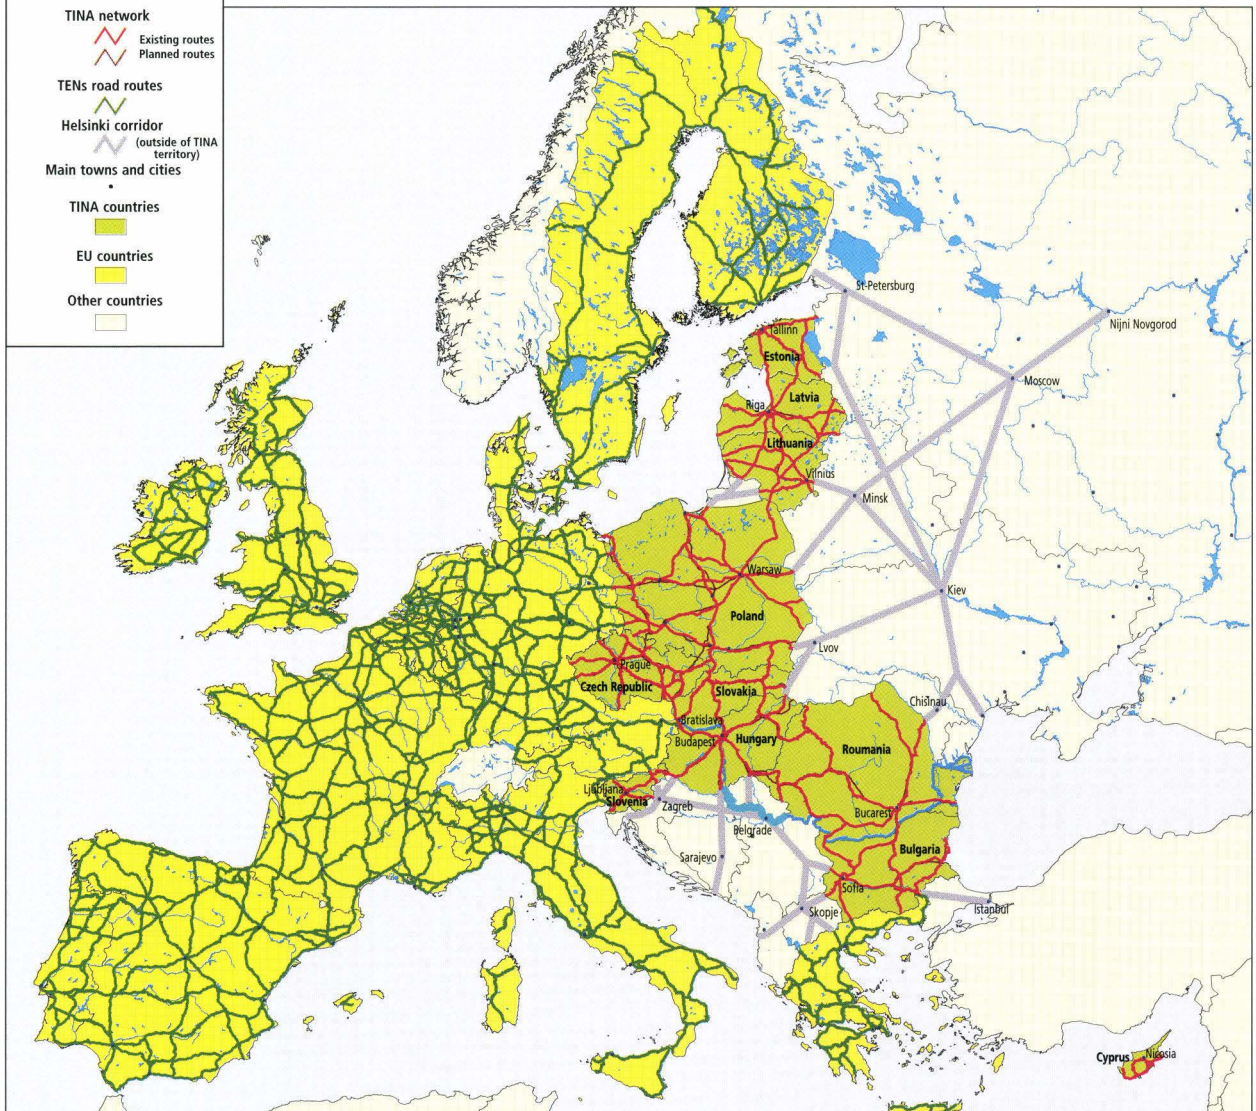 TINA network
Existing routes
Planned routes
TENs road routes
Helsinki corridor
(outside of TINA
territory)
Main towns and cities
TINA countries
EU countries
Other countries
St-Petersburg
Nijni Novgorod
Tallinn
Estonia
Moscow
Latvia
Riga
Lithuania
Vilnius
Minsk
Warsaw
Kiev
Poland
Lvov
Prague
Czech Republic
Slovakia
Chisinau
Bratislava
Budapest
Hungary
Roumania
Ljubljana
Slovenia
Zagreb
Bucarest
Belgrade
Bulgaria
Sarajevo
Sofia
Skopje
Istanbul
Cyprus
Nicosia